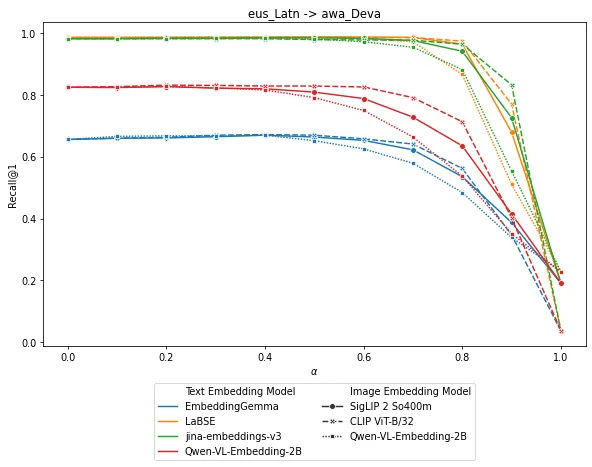 eus_Latn -> awa_Deva
1.0
0.8
0.6
0.4
0.2
0.0
Recall@1
0.0 0.2 0.4 0.6 0.8 1.0
α
Text Embedding Model
EmbeddingGemma
LaBSE
jina-embeddings-v3
Qwen-VL-Embedding-2B
Image Embedding Model
SigLIP 2 So400m
CLIP ViT-B/32
Qwen-VL-Embedding-2B